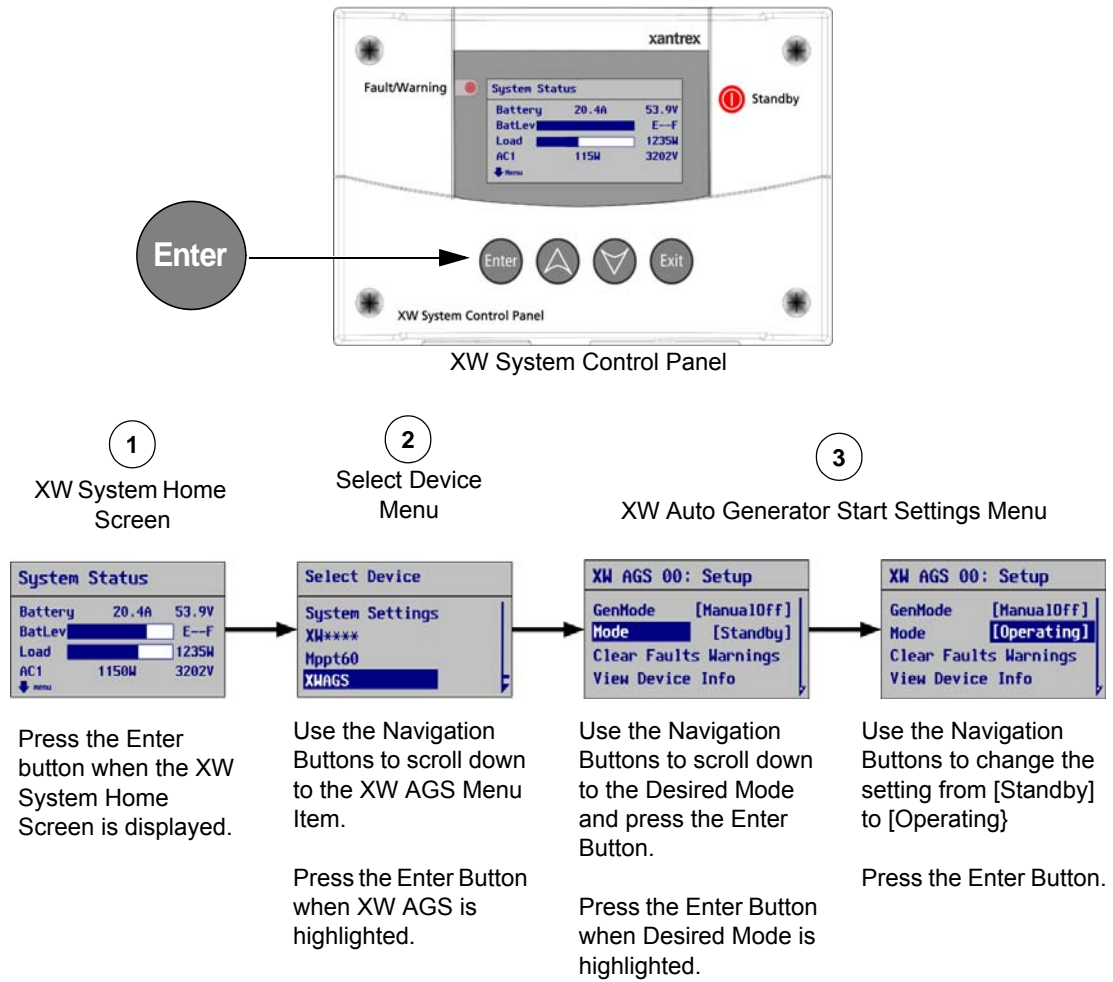 xantrex
Fault/Warning
Standby
System Status
Battery 20.4A 53.9V
BatLev E--F
Load 1235W
AC1 115W 3202V
Menu
Enter
Enter Exit
XW System Control Panel
XW System Control Panel
1
XW System Home
Screen
2
Select Device
Menu
3
XW Auto Generator Start Settings Menu
System Status
Battery 20.4A 53.9V
BatLev E--F
Load 1235W
AC1 1150W 3202V
Menu
Select Device
System Settings
XW****
Mppt60
XWAGS
XW AGS 00: Setup
GenMode [ManualOff]
Mode [Standby]
Clear Faults Warnings
View Device Info
XW AGS 00: Setup
GenMode [ManualOff]
Mode [Operating]
Clear Faults Warnings
View Device Info
Press the Enter
button when the XW
System Home
Screen is displayed.
Use the Navigation
Buttons to scroll down
to the XW AGS Menu
Item.
Press the Enter Button
when XW AGS is
highlighted.
Use the Navigation
Buttons to scroll down
to the Desired Mode
and press the Enter
Button.
Press the Enter Button
when Desired Mode is
highlighted.
Use the Navigation
Buttons to change the
setting from [Standby]
to [Operating}
Press the Enter Button.